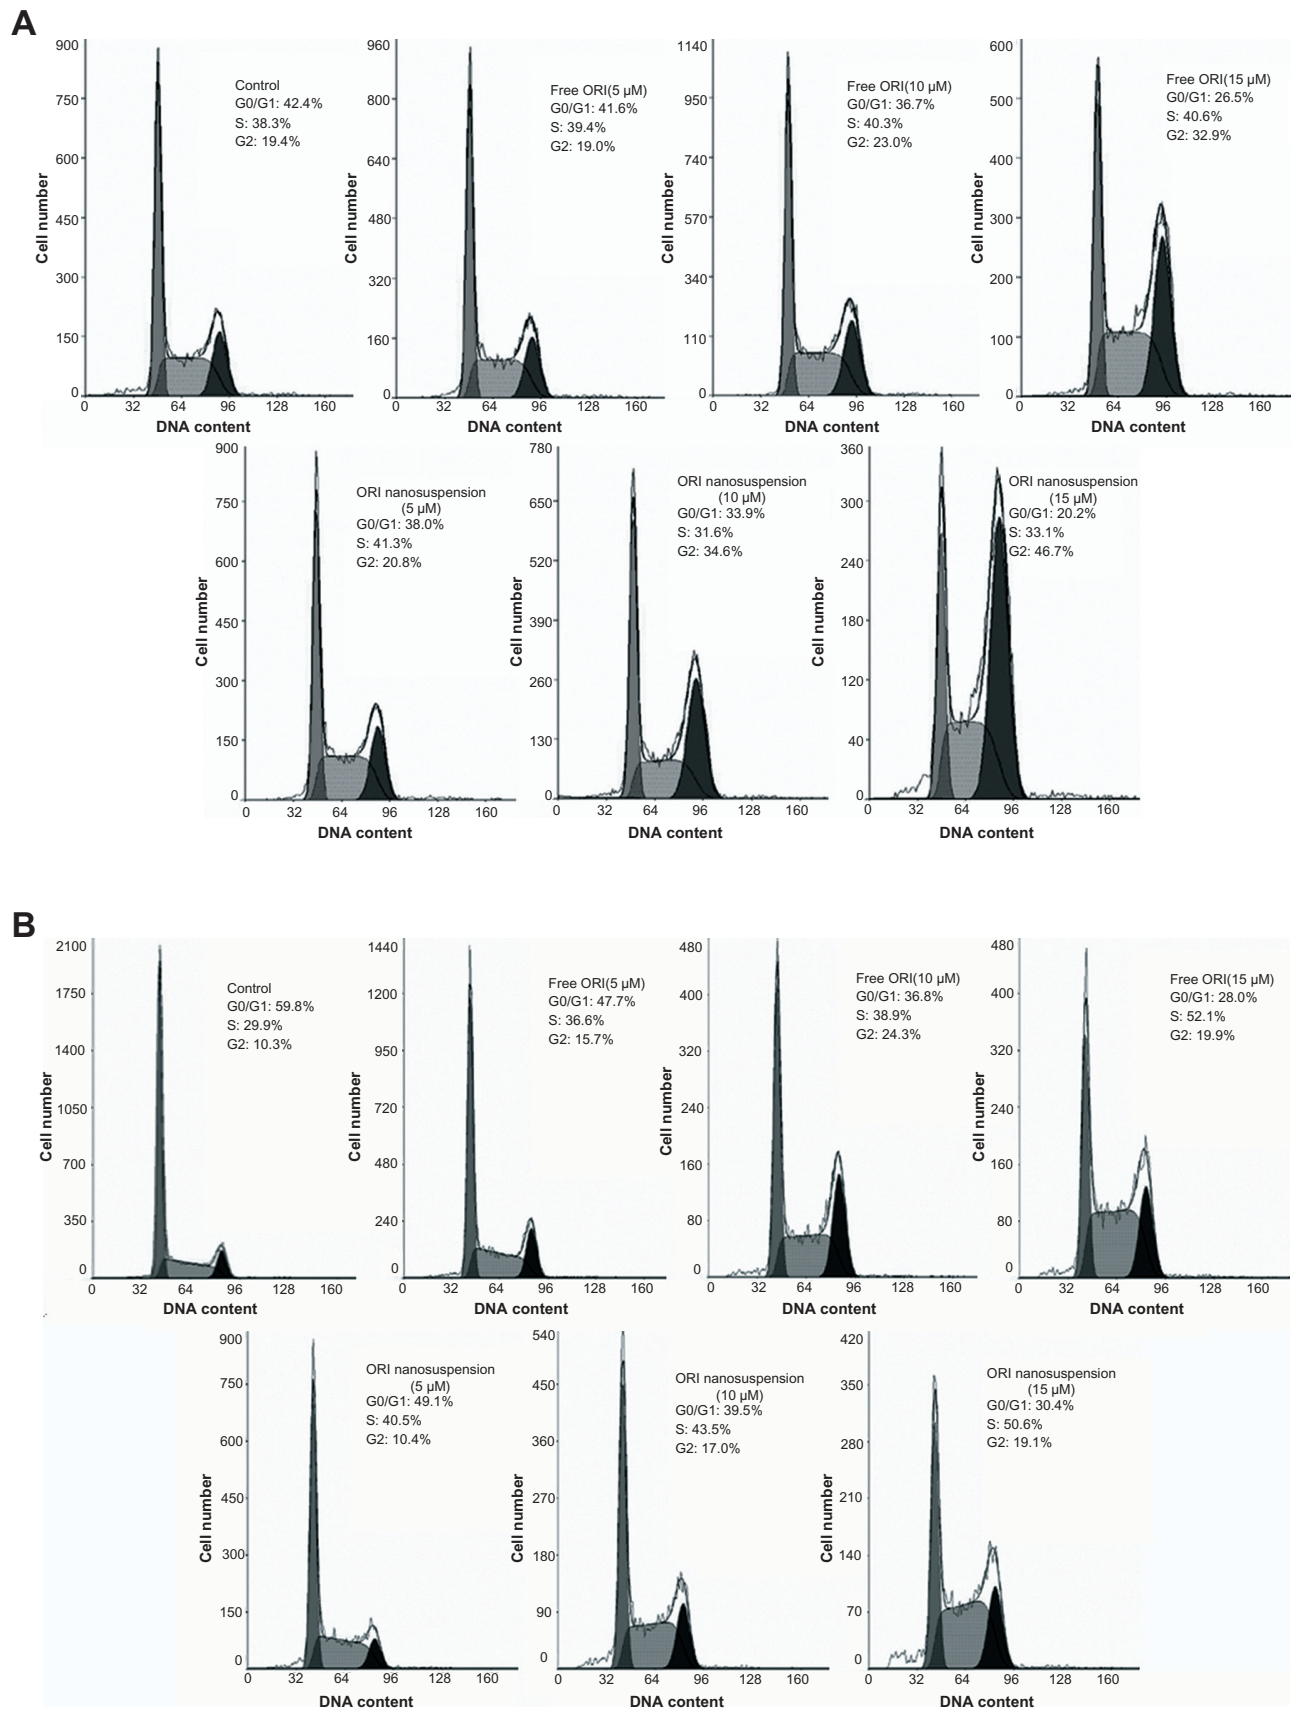 A
900
750
600
450
300
150
0
Cell number
0 32 64 96 128 160
DNA content
Control
G0/G1: 42.4%
S: 38.3%
G2: 19.4%
960
800
640
480
320
160
0
Cell number
0 32 64 96 128 160
DNA content
Free ORI(5 µM)
G0/G1: 41.6%
S: 39.4%
G2: 19.0%
1140
950
740
570
340
110
0
Cell number
0 32 64 96 128 160
DNA content
Free ORI(10 µM)
G0/G1: 36.7%
S: 40.3%
G2: 23.0%
600
500
400
300
200
100
0
Cell number
0 32 64 96 128 160
DNA content
Free ORI(15 µM)
G0/G1: 26.5%
S: 40.6%
G2: 32.9%
900
750
600
450
300
150
0
Cell number
0 32 64 96 128 160
DNA content
ORI nanosuspension
(5 µM)
G0/G1: 38.0%
S: 41.3%
G2: 20.8%
780
650
520
390
260
130
0
Cell number
0 32 64 96 128 160
DNA content
ORI nanosuspension
(10 µM)
G0/G1: 33.9%
S: 31.6%
G2: 34.6%
360
300
240
180
120
40
0
Cell number
0 32 64 96 128 160
DNA content
ORI nanosuspension
(15 µM)
G0/G1: 20.2%
S: 33.1%
G2: 46.7%
B
2100
1750
1400
1050
700
350
0
Cell number
0 32 64 96 128 160
DNA content
Control
G0/G1: 59.8%
S: 29.9%
G2: 10.3%
1440
1200
950
720
480
240
0
Cell number
0 32 64 96 128 160
DNA content
Free ORI(5 µM)
G0/G1: 47.7%
S: 36.6%
G2: 15.7%
480
400
320
240
160
80
0
Cell number
0 32 64 96 128 160
DNA content
Free ORI(10 µM)
G0/G1: 36.8%
S: 38.9%
G2: 24.3%
480
400
320
240
160
80
0
Cell number
0 32 64 96 128 160
DNA content
Free ORI(15 µM)
G0/G1: 28.0%
S: 52.1%
G2: 19.9%
900
750
600
450
300
150
0
Cell number
0 32 64 96 128 160
DNA content
ORI nanosuspension
(5 µM)
G0/G1: 49.1%
S: 40.5%
G2: 10.4%
540
450
360
270
180
90
0
Cell number
0 32 64 96 128 160
DNA content
ORI nanosuspension
(10 µM)
G0/G1: 39.5%
S: 43.5%
G2: 17.0%
420
350
280
210
140
70
0
Cell number
0 32 64 96 128 160
DNA content
ORI nanosuspension
(15 µM)
G0/G1: 30.4%
S: 50.6%
G2: 19.1%